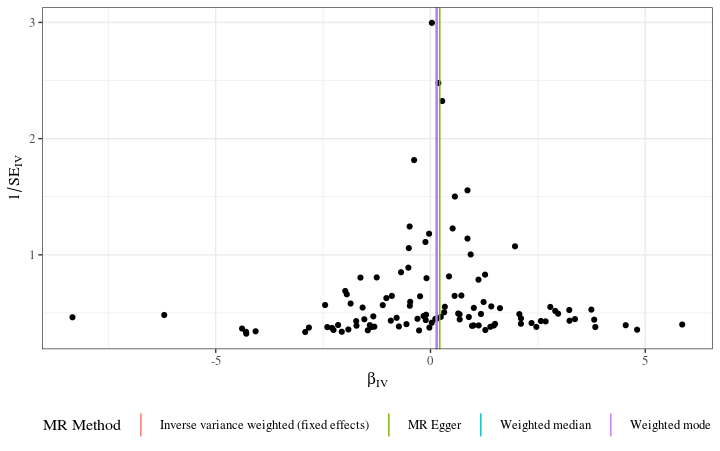 3
2
1
1/SE_IV
-5
0
5
β_IV
MR Method
Inverse variance weighted (fixed effects)
MR Egger
Weighted median
Weighted mode